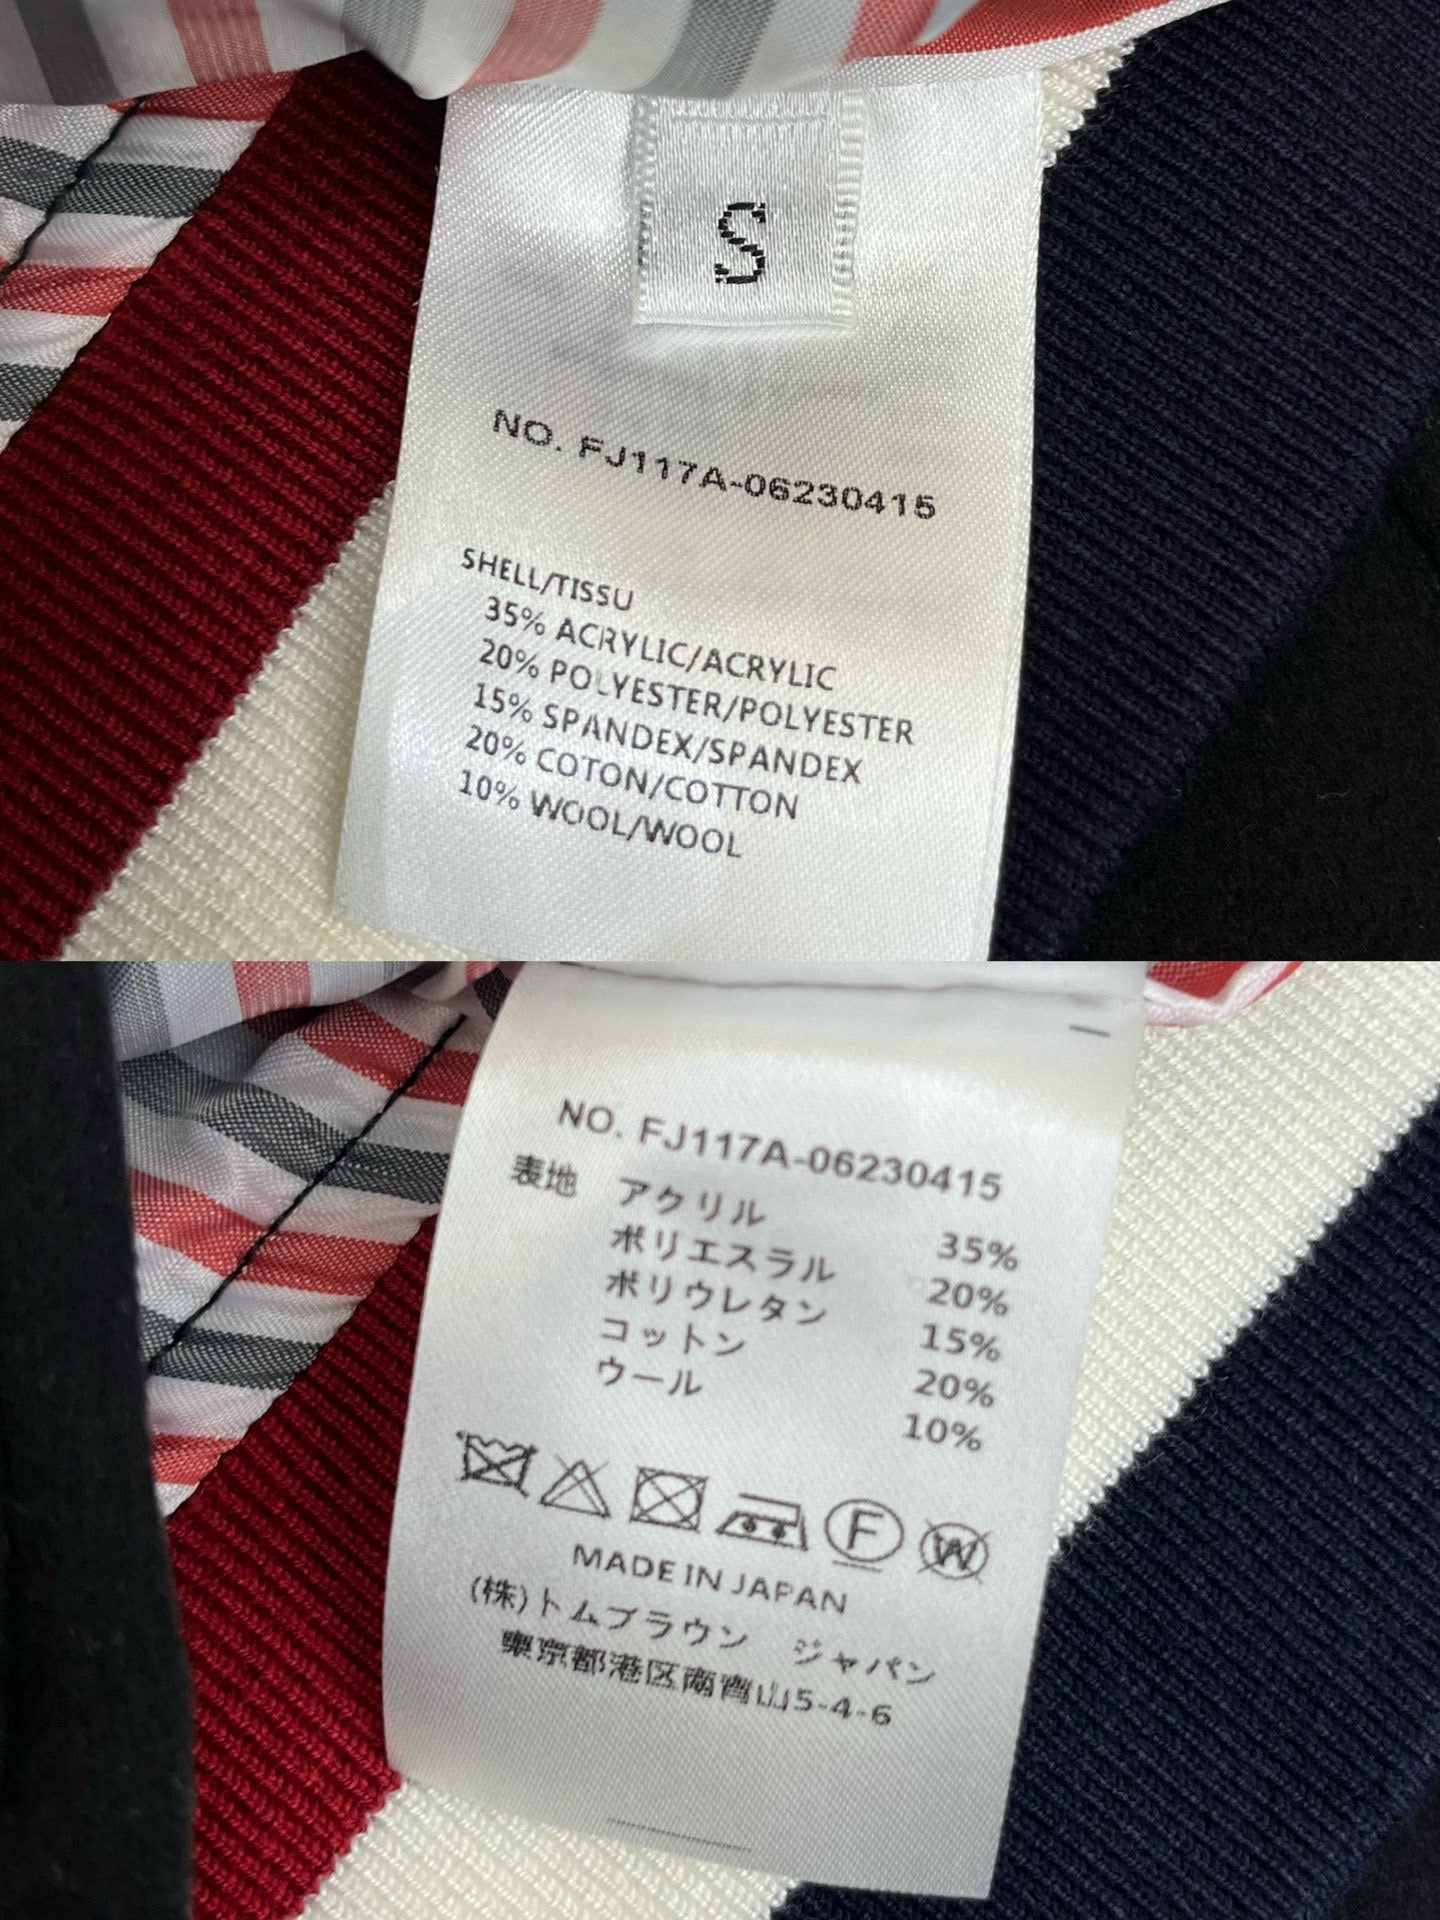 S
NO. FJ117A-06230415
SHELL/TISSU
35% ACRYLIC/ACRYLIC
20% POLYESTER/POLYESTER
15% SPANDEX/SPANDEX
20% COTON/COTTON
10% WOOL/WOOL
NO. FJ117A-06230415
表地 アクリル 35%
ポリエスラル 20%
ポリウレタン 15%
コットン 20%
ウール 10%
F W
MADE IN JAPAN
(株)トムブラウン ジャパン
東京都港区南青山5-4-6